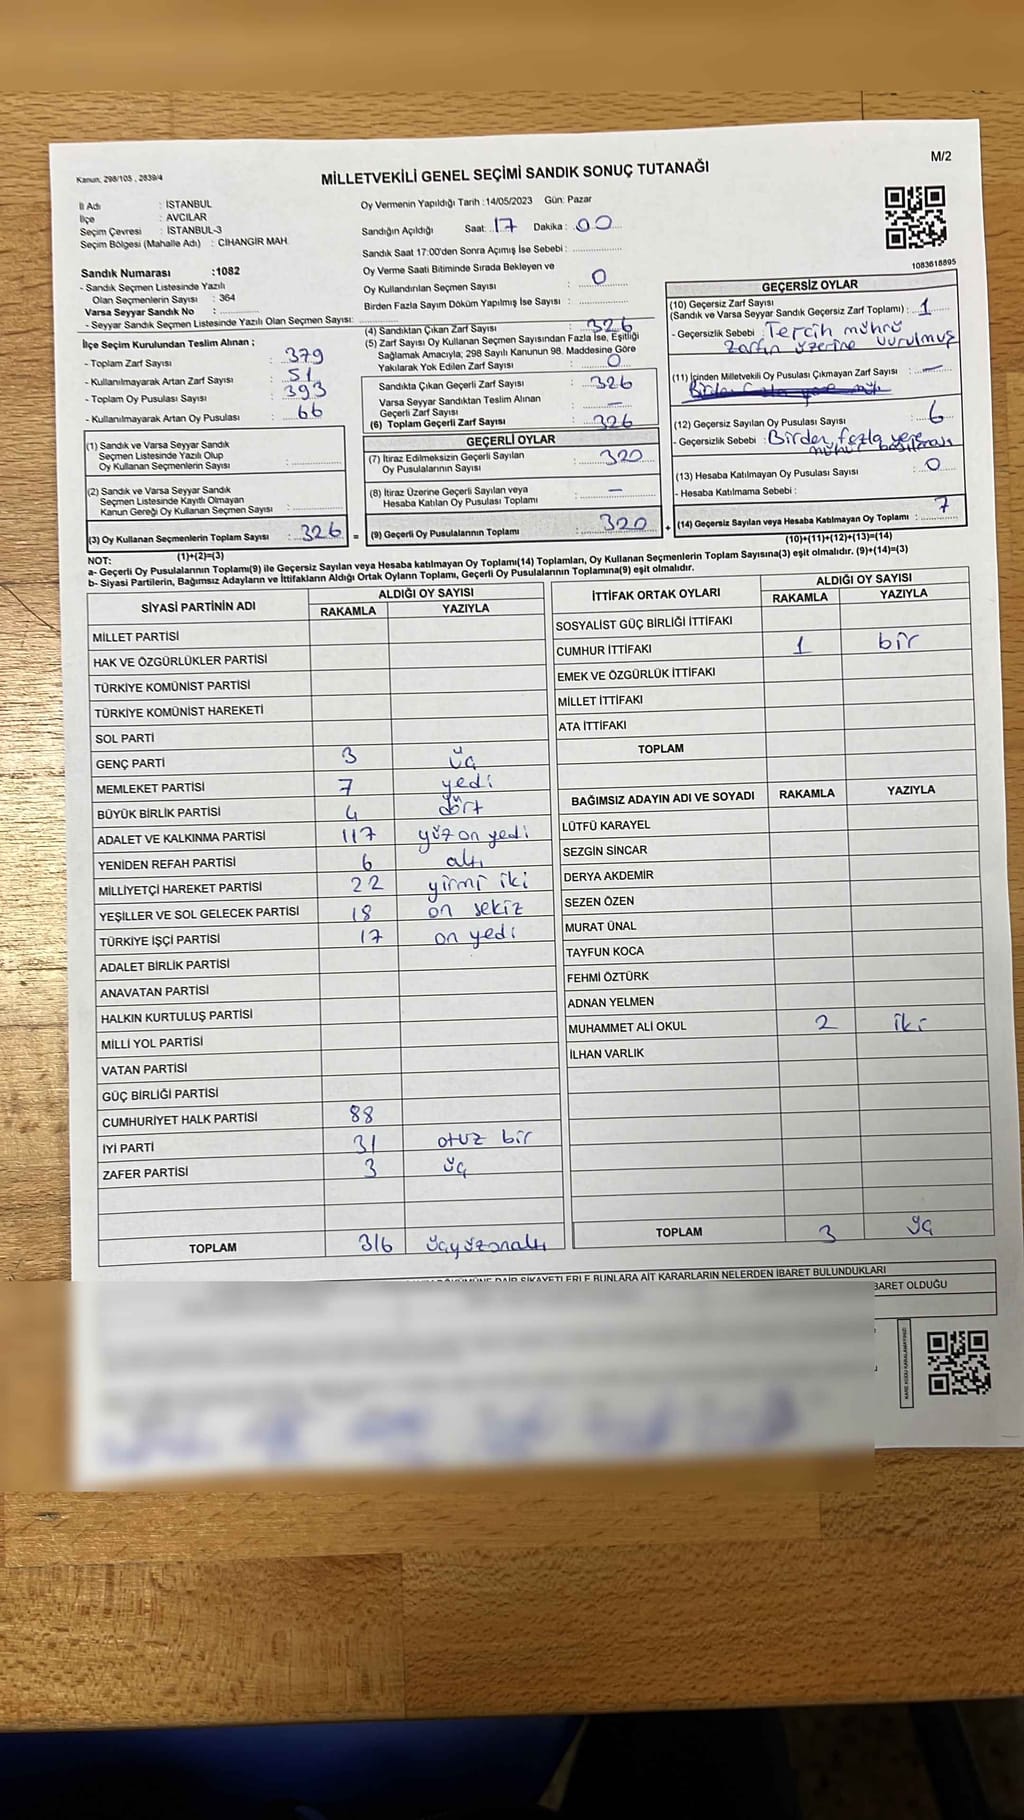 M/2
Kanun: 298/105 , 2839/4
MİLLETVEKİLİ GENEL SEÇİMİ SANDIK SONUÇ TUTANAĞI
İl Adı : İSTANBUL
İlçe : AVCILAR
Seçim Çevresi : İSTANBUL-3
Seçim Bölgesi (Mahalle Adı) : CİHANGİR MAH.
Sandık Numarası :1082
- Sandık Seçmen Listesinde Yazılı
Olan Seçmenlerin Sayısı : 364
Varsa Seyyar Sandık No :
- Seyyar Sandık Seçmen Listesinde Yazılı Olan Seçmen Sayısı:
Oy Vermenin Yapıldığı Tarih :14/05/2023 Gün: Pazar
Sandığın Açıldığı Saat: 17 Dakika: 00
Sandık Saat 17:00'den Sonra Açımış İse Sebebi :
Oy Verme Saati Bitiminde Sırada Bekleyen ve
Oy Kullandırılan Seçmen Sayısı : 0
Birden Fazla Sayım Döküm Yapılmış İse Sayısı :
1083618895
İlçe Seçim Kurulundan Teslim Alınan ;
- Toplam Zarf Sayısı : 379
- Kullanılmayarak Artan Zarf Sayısı : 51
- Toplam Oy Pusulası Sayısı : 393
- Kullanılmayarak Artan Oy Pusulası : 66
(1) Sandık ve Varsa Seyyar Sandık
Seçmen Listesinde Yazılı Olup
Oy Kullanan Seçmenlerin Sayısı :
(2) Sandık ve Varsa Seyyar Sandık
Seçmen Listesinde Kayıtlı Olmayan
Kanun Gereği Oy Kullanan Seçmen Sayısı :
(3) Oy Kullanan Seçmenlerin Toplam Sayısı : 326 =
(1)+(2)=(3)
(4) Sandıktan Çıkan Zarf Sayısı : 326
(5) Zarf Sayısı Oy Kullanan Seçmen Sayısından Fazla İse, Eşitliği
Sağlamak Amacıyla, 298 Sayılı Kanunun 98. Maddesine Göre
Yakılarak Yok Edilen Zarf Sayısı : 0
Sandıkta Çıkan Geçerli Zarf Sayısı : 326
Varsa Seyyar Sandıktan Teslim Alınan
Geçerli Zarf Sayısı : –
(6) Toplam Geçerli Zarf Sayısı : 326
GEÇERLİ OYLAR
(7) İtiraz Edilmeksizin Geçerli Sayılan
Oy Pusulalarının Sayısı : 320
(8) İtiraz Üzerine Geçerli Sayılan veya
Hesaba Katılan Oy Pusulası Toplamı : –
(9) Geçerli Oy Pusulalarının Toplamı : 320 +
GEÇERSİZ OYLAR
(10) Geçersiz Zarf Sayısı
(Sandık ve Varsa Seyyar Sandık Geçersiz Zarf Toplamı) : 1
- Geçersizlik Sebebi : Tercih mührü
zarfın üzerine vurulmuş
(11) İçinden Milletvekili Oy Pusulası Çıkmayan Zarf Sayısı : –
(12) Geçersiz Sayılan Oy Pusulası Sayısı : 6
- Geçersizlik Sebebi : Birden fazla yere
mühür basılması
(13) Hesaba Katılmayan Oy Pusulası Sayısı : 0
- Hesaba Katılmama Sebebi :
(14) Geçersiz Sayılan veya Hesaba Katılmayan Oy Toplamı : 7
(10)+(11)+(12)+(13)=(14)
NOT:
a- Geçerli Oy Pusulalarının Toplamı(9) ile Geçersiz Sayılan veya Hesaba katılmayan Oy Toplamı(14) Toplamları, Oy Kullanan Seçmenlerin Toplam Sayısına(3) eşit olmalıdır. (9)+(14)=(3)
b- Siyasi Partilerin, Bağımsız Adayların ve İttifakların Aldığı Ortak Oyların Toplamı, Geçerli Oy Pusulalarının Toplamına(9) eşit olmalıdır.
SİYASİ PARTİNİN ADI ALDIĞI OY SAYISI
RAKAMLA YAZIYLA
MİLLET PARTİSİ
HAK VE ÖZGÜRLÜKLER PARTİSİ
TÜRKİYE KOMÜNİST PARTİSİ
TÜRKİYE KOMÜNİST HAREKETİ
SOL PARTİ
GENÇ PARTİ 3 üç
MEMLEKET PARTİSİ 7 yedi
BÜYÜK BİRLİK PARTİSİ 4 dört
ADALET VE KALKINMA PARTİSİ 117 yüz on yedi
YENİDEN REFAH PARTİSİ 6 altı
MİLLİYETÇİ HAREKET PARTİSİ 22 yirmi iki
YEŞİLLER VE SOL GELECEK PARTİSİ 18 on sekiz
TÜRKİYE İŞÇİ PARTİSİ 17 on yedi
ADALET BİRLİK PARTİSİ
ANAVATAN PARTİSİ
HALKIN KURTULUŞ PARTİSİ
MİLLİ YOL PARTİSİ
VATAN PARTİSİ
GÜÇ BİRLİĞİ PARTİSİ
CUMHURİYET HALK PARTİSİ 88
İYİ PARTİ 31 otuz bir
ZAFER PARTİSİ 3 üç
TOPLAM 316 üçyüzonaltı
İTTİFAK ORTAK OYLARI ALDIĞI OY SAYISI
RAKAMLA YAZIYLA
SOSYALİST GÜÇ BİRLİĞİ İTTİFAKI
CUMHUR İTTİFAKI 1 bir
EMEK VE ÖZGÜRLÜK İTTİFAKI
MİLLET İTTİFAKI
ATA İTTİFAKI
TOPLAM
BAĞIMSIZ ADAYIN ADI VE SOYADI RAKAMLA YAZIYLA
LÜTFÜ KARAYEL
SEZGİN SİNCAR
DERYA AKDEMİR
SEZEN ÖZEN
MURAT ÜNAL
TAYFUN KOCA
FEHMİ ÖZTÜRK
ADNAN YELMEN
MUHAMMET ALİ OKUL 2 iki
İLHAN VARLIK
TOPLAM 3 üç
DAİR ŞİKAYETLERLE BUNLARA AİT KARARLARIN NELERDEN İBARET BULUNDUKLARI
BARET OLDUĞU
KARE KODU KARALAMAYINIZ!